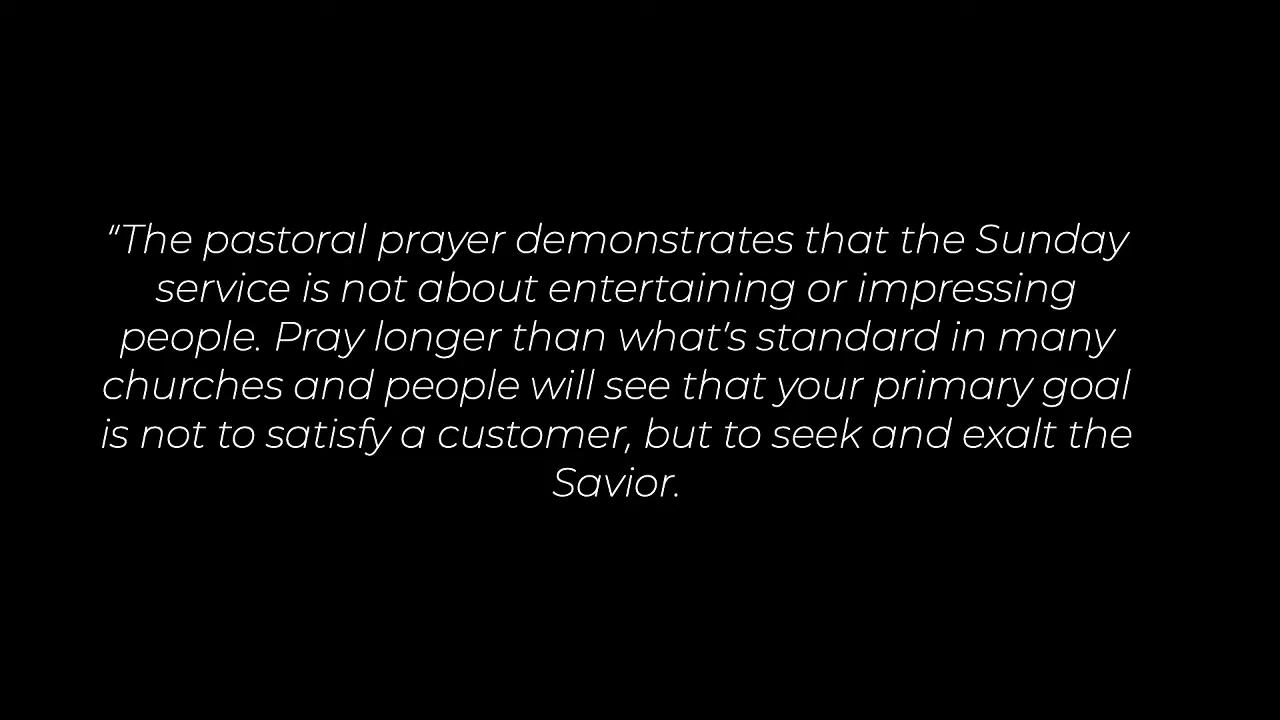 “The pastoral prayer demonstrates that the Sunday
service is not about entertaining or impressing
people. Pray longer than what's standard in many
churches and people will see that your primary goal
is not to satisfy a customer, but to seek and exalt the
Savior.